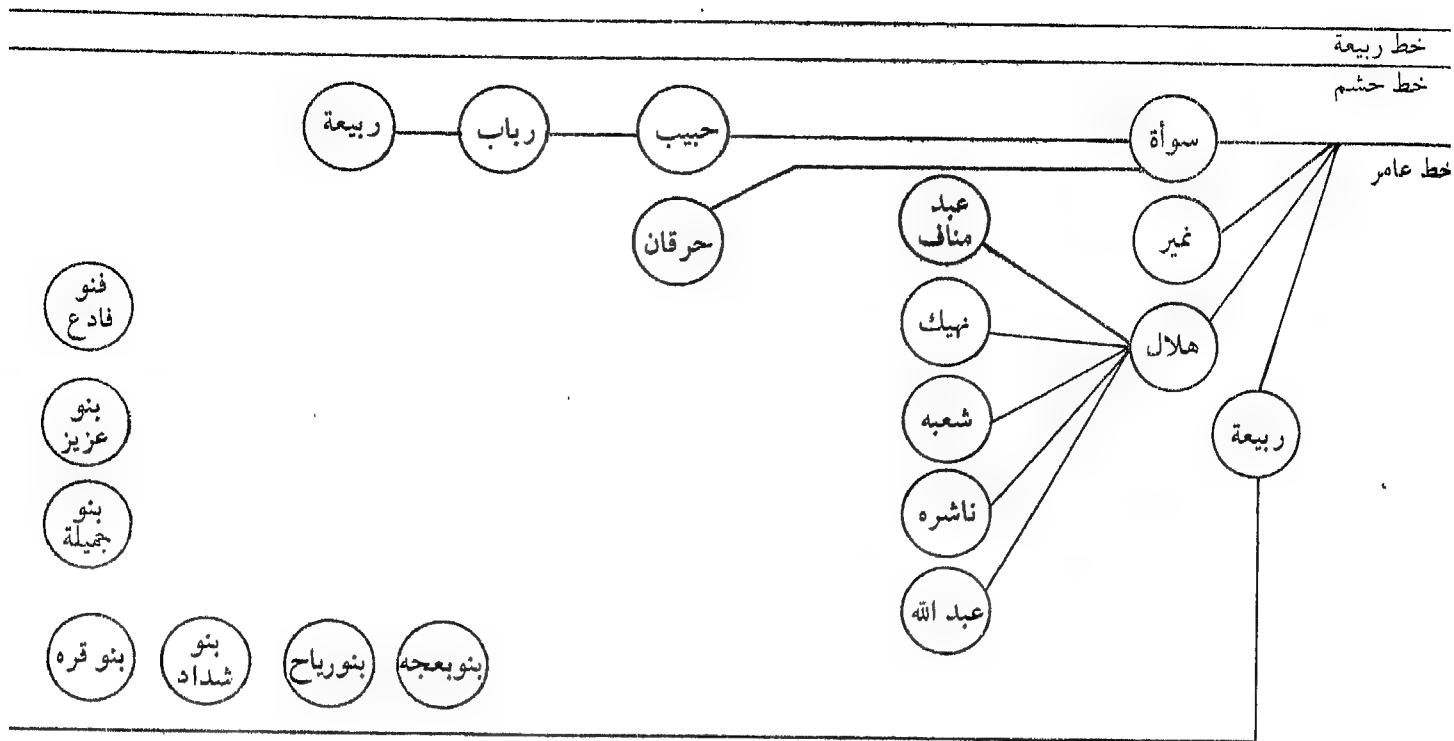 خط ربيعة
خط حشم
خط عامر
سوأة
حبيب
رباب
ربيعة
حرقان
نمير
هلال
ربيعة
عبد
مناف
نهيك
شعبه
ناشره
عبد الله
فنو
فادع
بنو
عزيز
بنو
جميلة
بنوبعجه
بنورياح
بنو
شداد
بنو قره